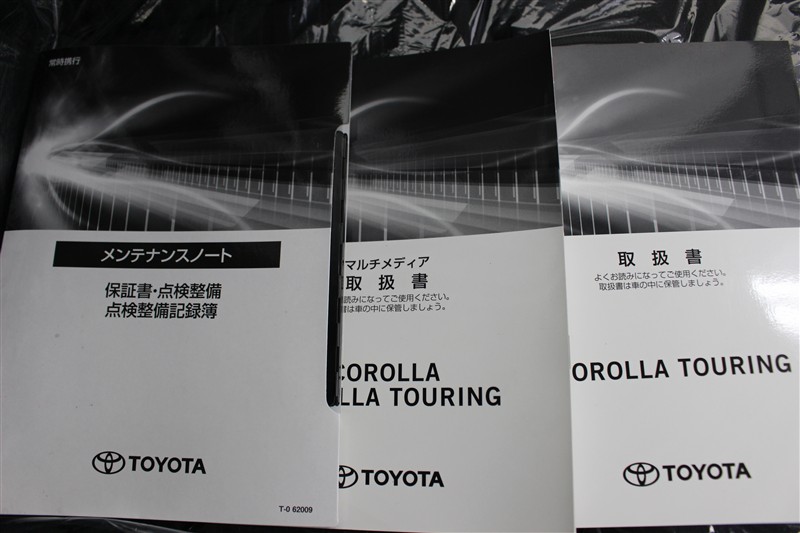 常時携行
メンテナンスノート
保証書・点検整備
点検整備記録簿
TOYOTA
T-0 62009
マルチメディア
取扱書
お読みになってご使用ください。
書は車の中に保管しましょう。
COROLLA
LLA TOURING
TOYOTA
取扱書
よくお読みになってご使用ください。
取扱書は車の中に保管しましょう。
OROLLA TOURING
TOYOTA